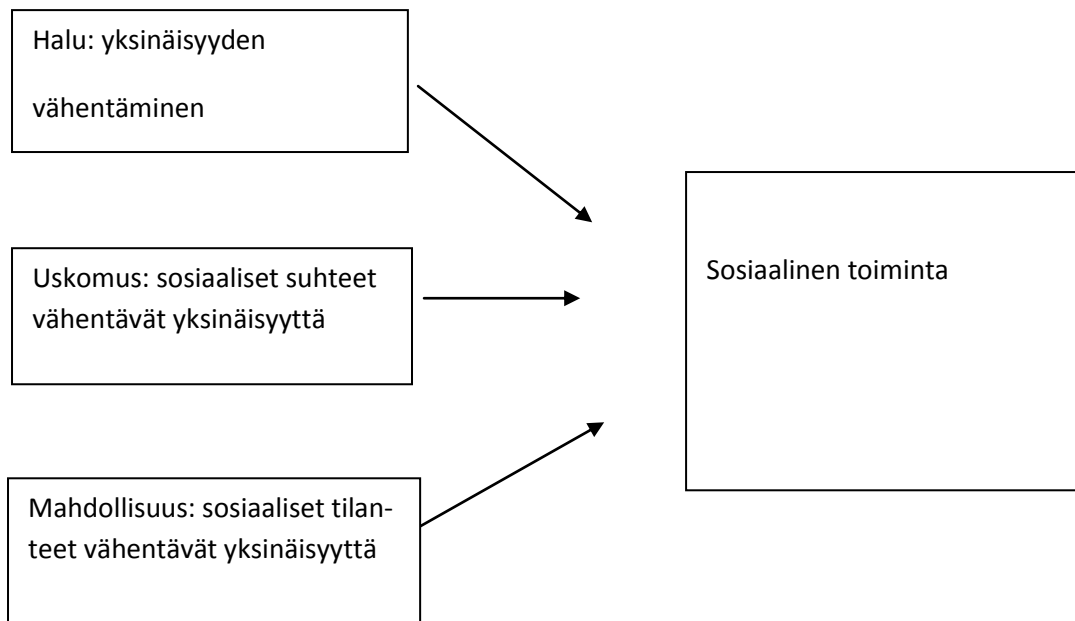 Halu: yksinäisyyden
vähentäminen
Uskomus: sosiaaliset suhteet
vähentävät yksinäisyyttä
Mahdollisuus: sosiaaliset tilan-
teet vähentävät yksinäisyyttä
Sosiaalinen toiminta